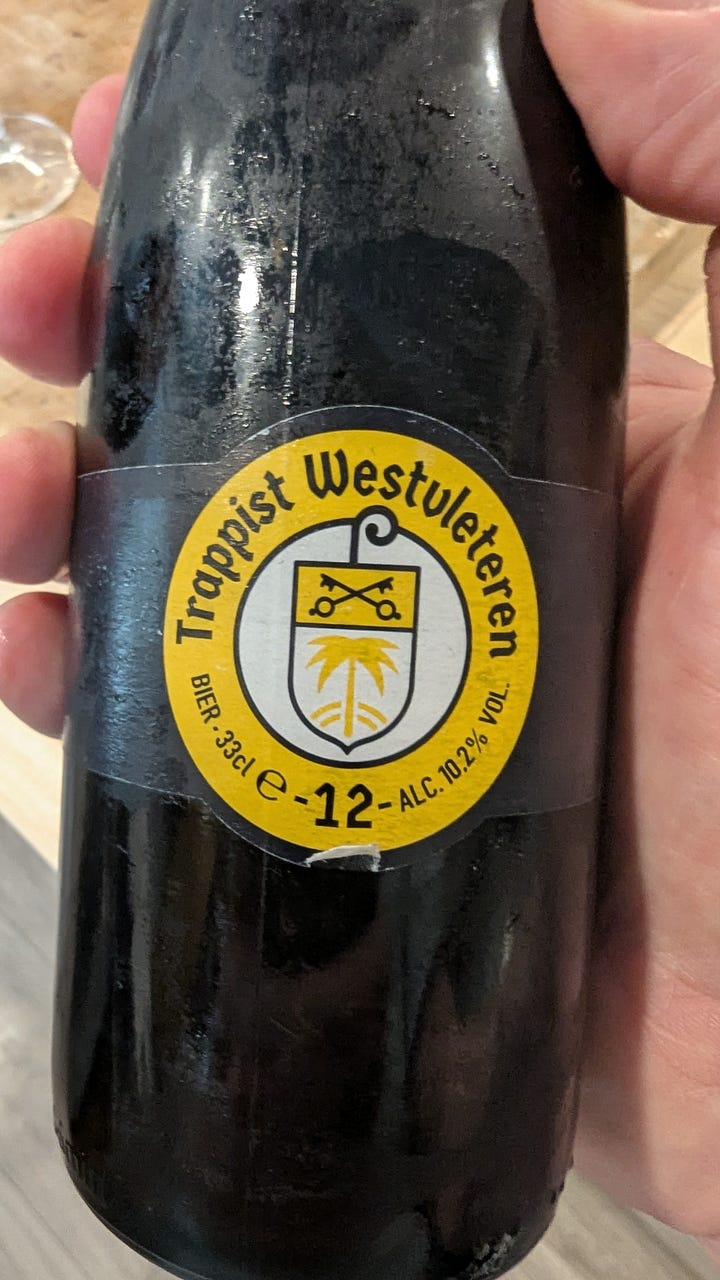 Trappist Westvleteren
BIER - 33cl e -12- ALC. 10.2% VOL.